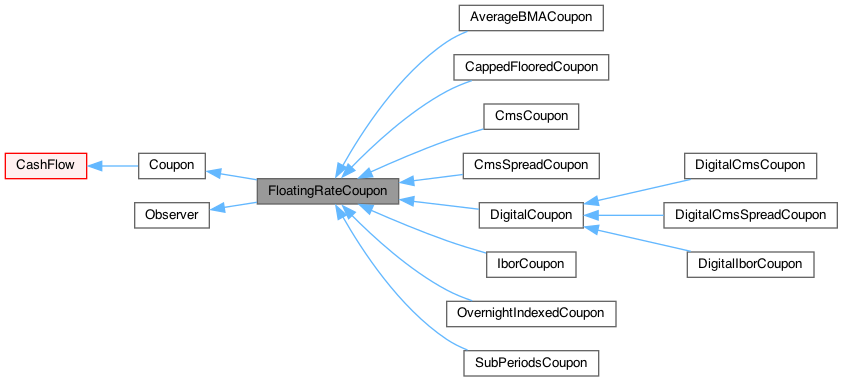 AverageBMACoupon
CappedFlooredCoupon
CmsCoupon
CashFlow
Coupon
CmsSpreadCoupon
DigitalCmsCoupon
FloatingRateCoupon
Observer
DigitalCoupon
DigitalCmsSpreadCoupon
IborCoupon
DigitalIborCoupon
OvernightIndexedCoupon
SubPeriodsCoupon